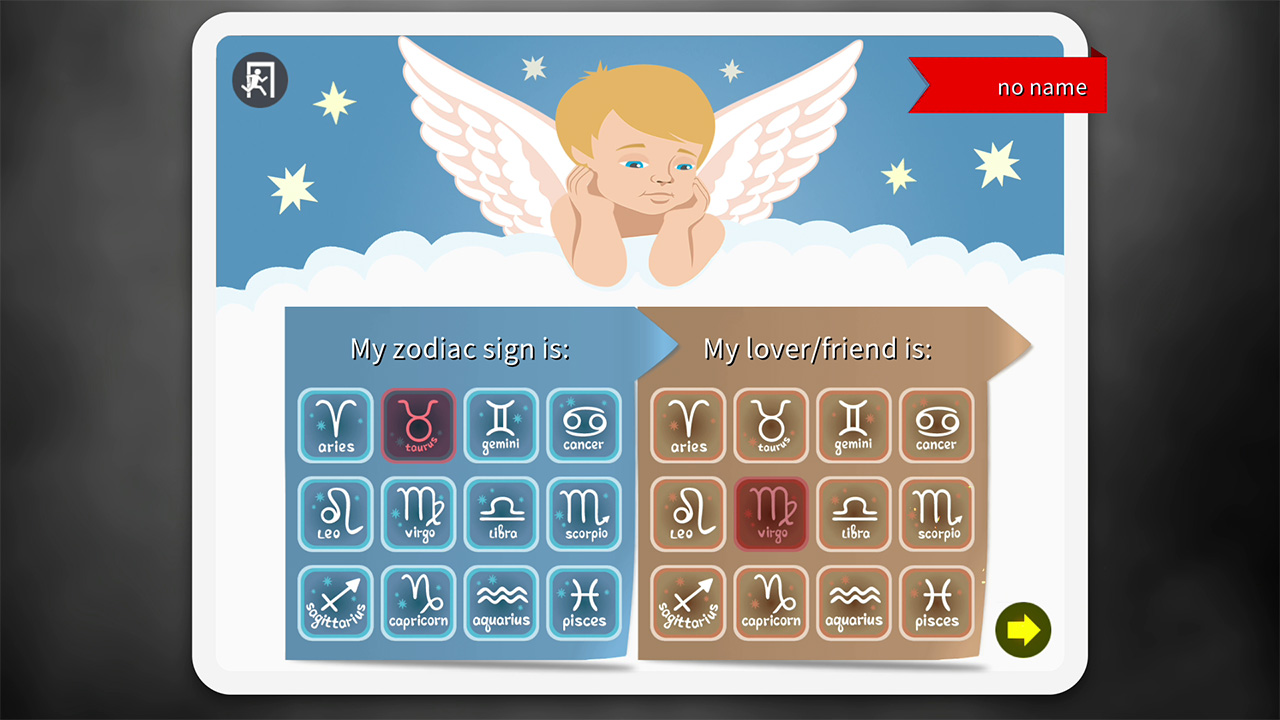 no name
My zodiac sign is:
aries taurus gemini cancer
Leo virgo Libra scorpio
sagittarius capricorn aquarius pisces
My lover/friend is:
aries taurus gemini cancer
Leo virgo Libra scorpio
sagittarius capricorn aquarius pisces